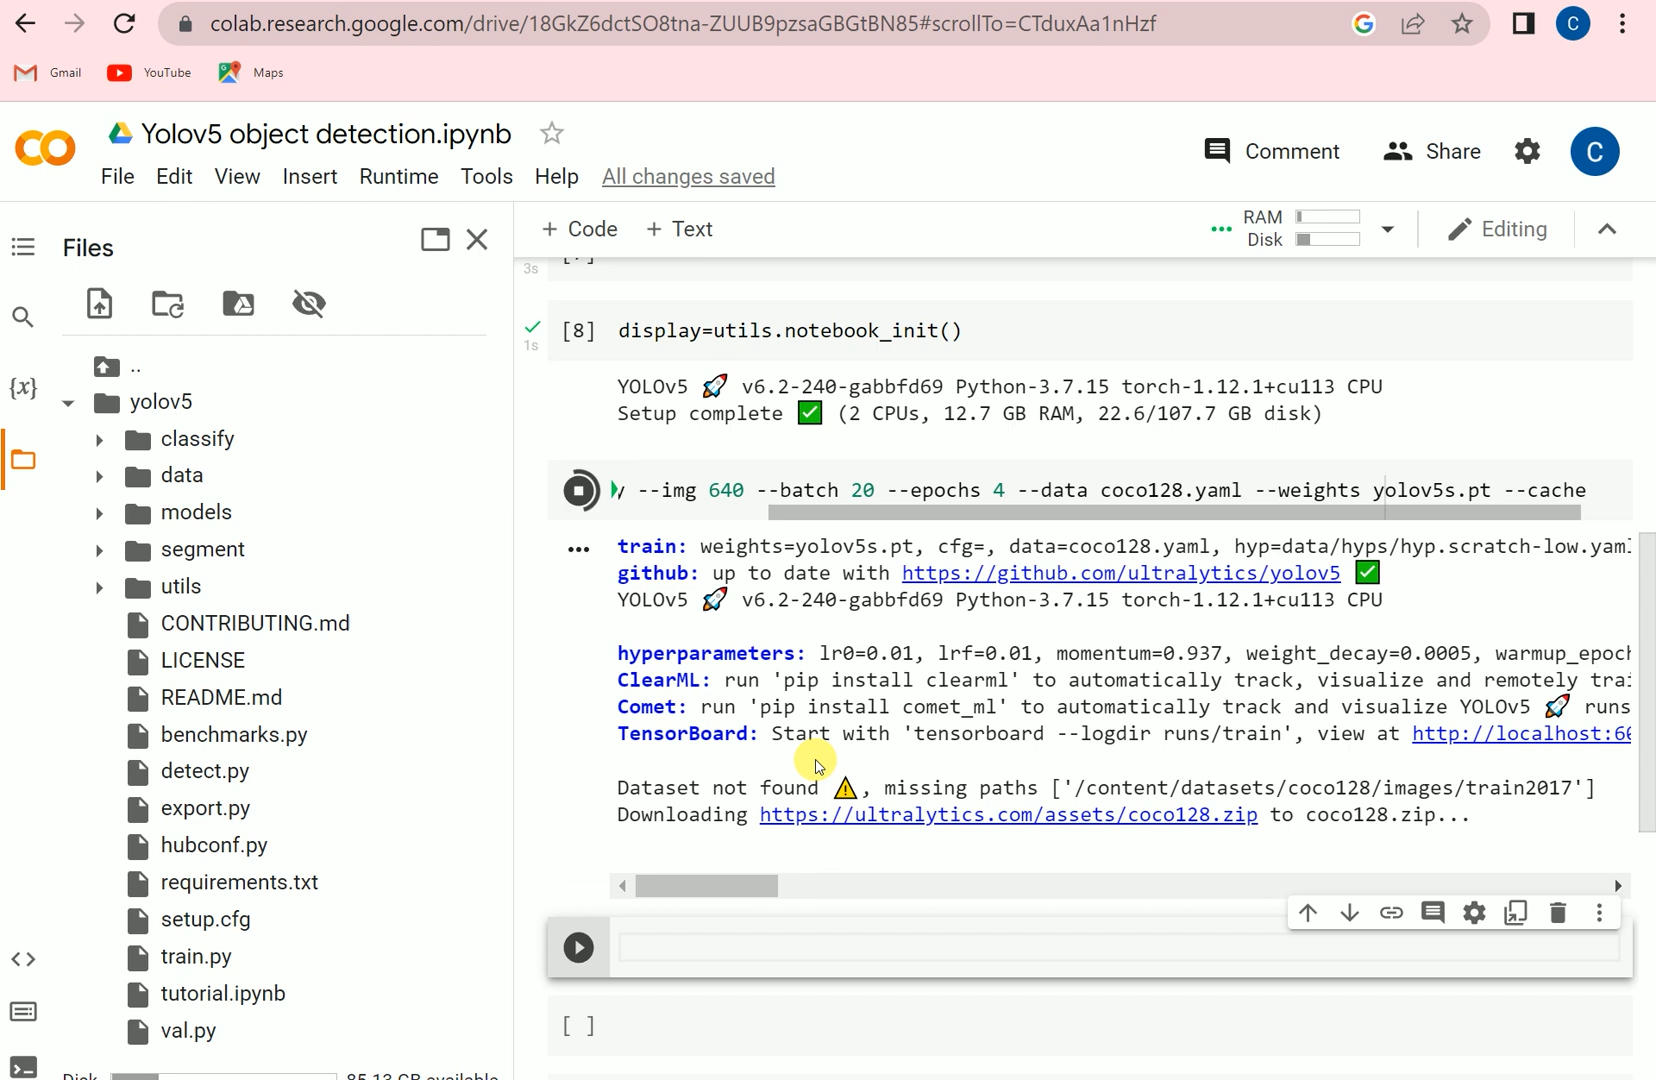 colab.research.google.com/drive/18GkZ6dctSO8tna-ZUUB9pzsaGBGtBN85#scrollTo=CTduxAa1nHzf
C
Gmail YouTube Maps
Yolov5 object detection.ipynb
Comment Share C
File Edit View Insert Runtime Tools Help All changes saved
Files
+ Code + Text
RAM
Disk
Editing
3s
..
yolov5
classify
data
models
segment
utils
CONTRIBUTING.md
LICENSE
README.md
benchmarks.py
detect.py
export.py
hubconf.py
requirements.txt
setup.cfg
train.py
tutorial.ipynb
val.py
Disk 85.13 GB available
{x}
1s
[8] display=utils.notebook_init()
YOLOv5 🚀 v6.2-240-gabbfd69 Python-3.7.15 torch-1.12.1+cu113 CPU
Setup complete ✅ (2 CPUs, 12.7 GB RAM, 22.6/107.7 GB disk)
--img 640 --batch 20 --epochs 4 --data coco128.yaml --weights yolov5s.pt --cache
train: weights=yolov5s.pt, cfg=, data=coco128.yaml, hyp=data/hyps/hyp.scratch-low.yaml
github: up to date with https://github.com/ultralytics/yolov5 ✅
YOLOv5 🚀 v6.2-240-gabbfd69 Python-3.7.15 torch-1.12.1+cu113 CPU
hyperparameters: lr0=0.01, lrf=0.01, momentum=0.937, weight_decay=0.0005, warmup_epoch
ClearML: run 'pip install clearml' to automatically track, visualize and remotely trai
Comet: run 'pip install comet_ml' to automatically track and visualize YOLOv5 🚀 runs
TensorBoard: Start with 'tensorboard --logdir runs/train', view at http://localhost:60
Dataset not found ⚠️, missing paths ['/content/datasets/coco128/images/train2017']
Downloading https://ultralytics.com/assets/coco128.zip to coco128.zip...
[ ]